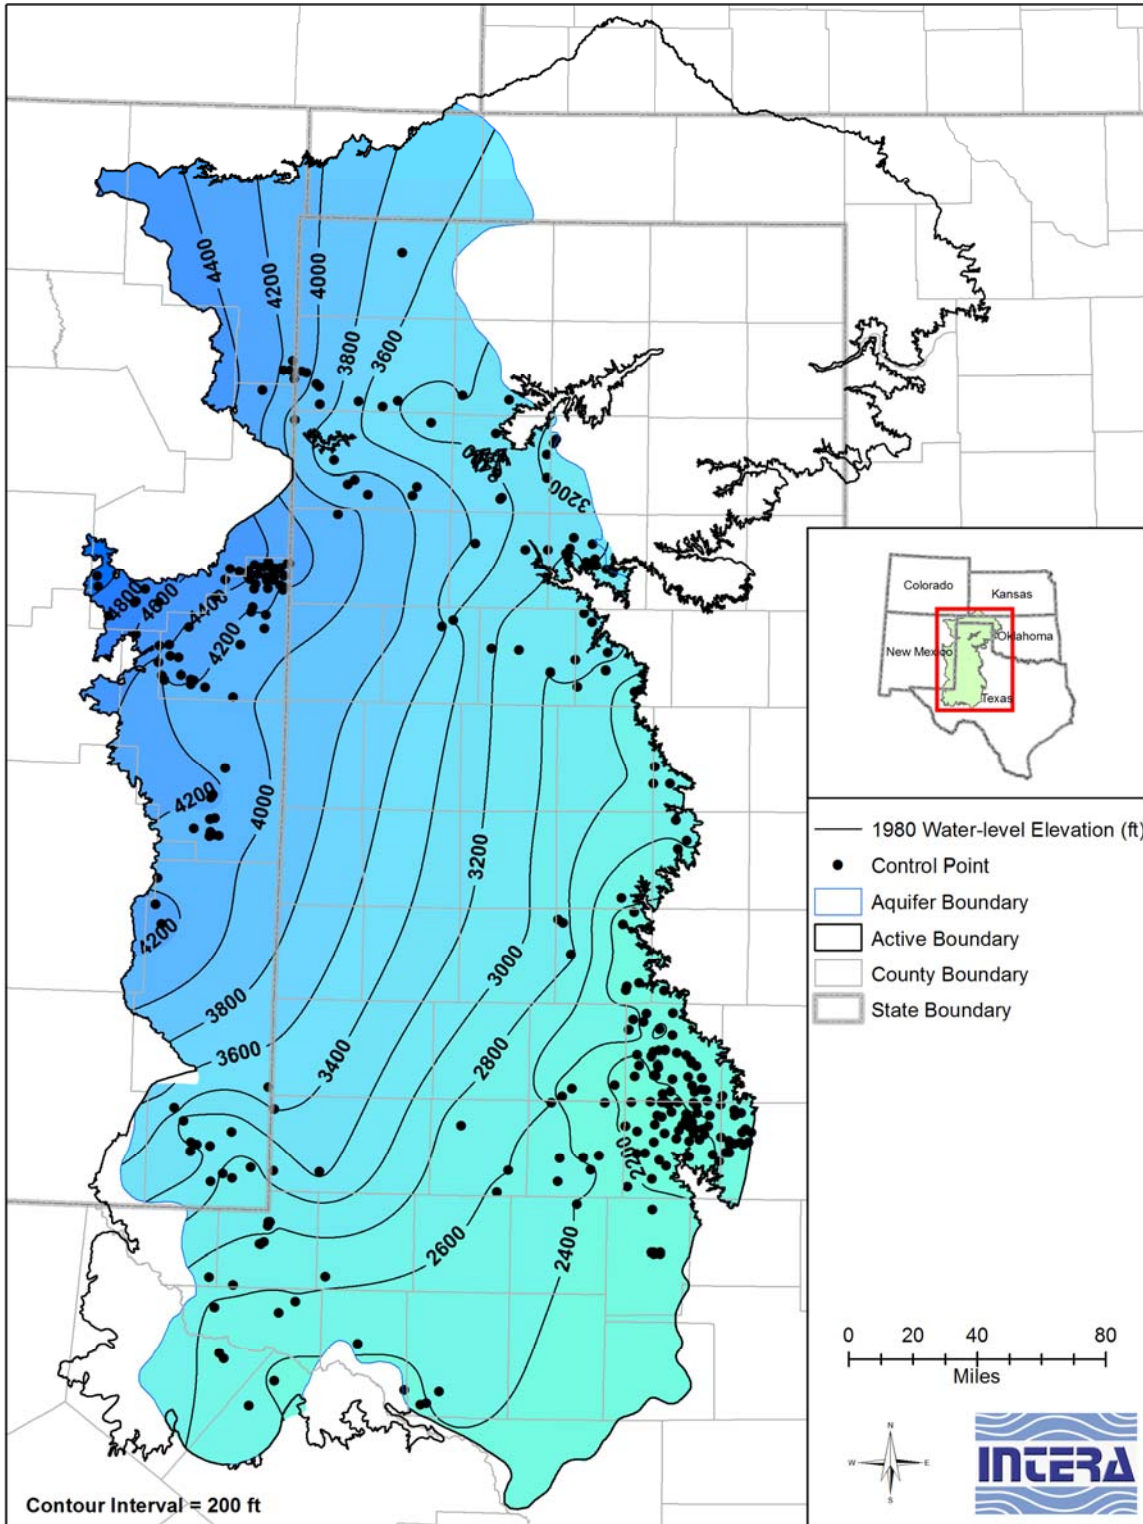 4400
4200
4000
3800
3600
3200
4800
4600
4400
4200
4200
4000
3200
4200
3000
3800
3600
3400
2800
2200
2600
2400
Contour Interval = 200 ft
Colorado
Kansas
New Mexico
Oklahoma
Texas
1980 Water-level Elevation (ft)
Control Point
Aquifer Boundary
Active Boundary
County Boundary
State Boundary
0 20 40 80
Miles
N
W E
S
INTERA